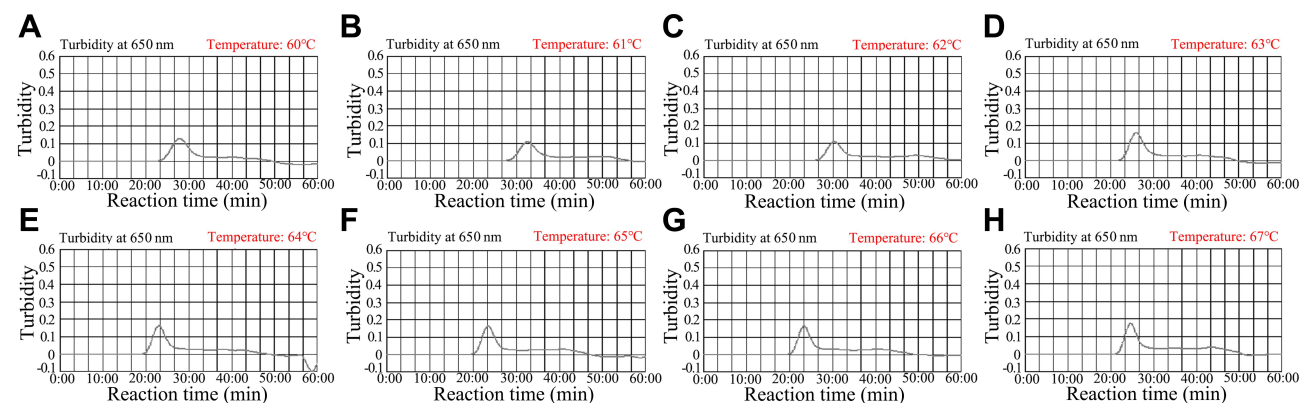 A
Turbidity at 650 nm Temperature: 60℃
Turbidity
0.6
0.5
0.4
0.3
0.2
0.1
0
-0.1
0:00 10:00 20:00 30:00 40:00 50:00 60:00
Reaction time (min)
B
Turbidity at 650 nm Temperature: 61℃
Turbidity
0.6
0.5
0.4
0.3
0.2
0.1
0
-0.1
0:00 10:00 20:00 30:00 40:00 50:00 60:00
Reaction time (min)
C
Turbidity at 650 nm Temperature: 62℃
Turbidity
0.6
0.5
0.4
0.3
0.2
0.1
0
-0.1
0:00 10:00 20:00 30:00 40:00 50:00 60:00
Reaction time (min)
D
Turbidity at 650 nm Temperature: 63℃
Turbidity
0.6
0.5
0.4
0.3
0.2
0.1
0
-0.1
0:00 10:00 20:00 30:00 40:00 50:00 60:00
Reaction time (min)
E
Turbidity at 650 nm Temperature: 64℃
Turbidity
0.6
0.5
0.4
0.3
0.2
0.1
0
-0.1
0:00 10:00 20:00 30:00 40:00 50:00 60:00
Reaction time (min)
F
Turbidity at 650 nm Temperature: 65℃
Turbidity
0.6
0.5
0.4
0.3
0.2
0.1
0
-0.1
0:00 10:00 20:00 30:00 40:00 50:00 60:00
Reaction time (min)
G
Turbidity at 650 nm Temperature: 66℃
Turbidity
0.6
0.5
0.4
0.3
0.2
0.1
0
-0.1
0:00 10:00 20:00 30:00 40:00 50:00 60:00
Reaction time (min)
H
Turbidity at 650 nm Temperature: 67℃
Turbidity
0.6
0.5
0.4
0.3
0.2
0.1
0
-0.1
0:00 10:00 20:00 30:00 40:00 50:00 60:00
Reaction time (min)